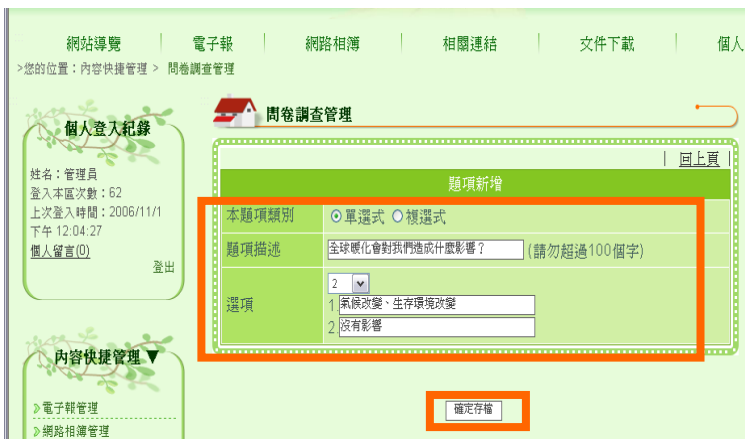 網站導覽 電子報 網路相簿 相關連結 文件下載 個人
>您的位置：內容快捷管理 > 問卷調查管理
個人登入紀錄
姓名：管理員
登入本區次數：62
上次登入時間：2006/11/1
下午 12:04:27
個人留言(0)
登出
內容快捷管理▼
電子報管理
網路相簿管理
問卷調查管理
| 回上頁 |
題項新增
本題項類別 單選式 複選式
題項描述 全球暖化會對我們造成什麼影響？ (請勿超過100個字)
選項 2
1.氣候改變、生存環境改變
2.沒有影響
確定存檔